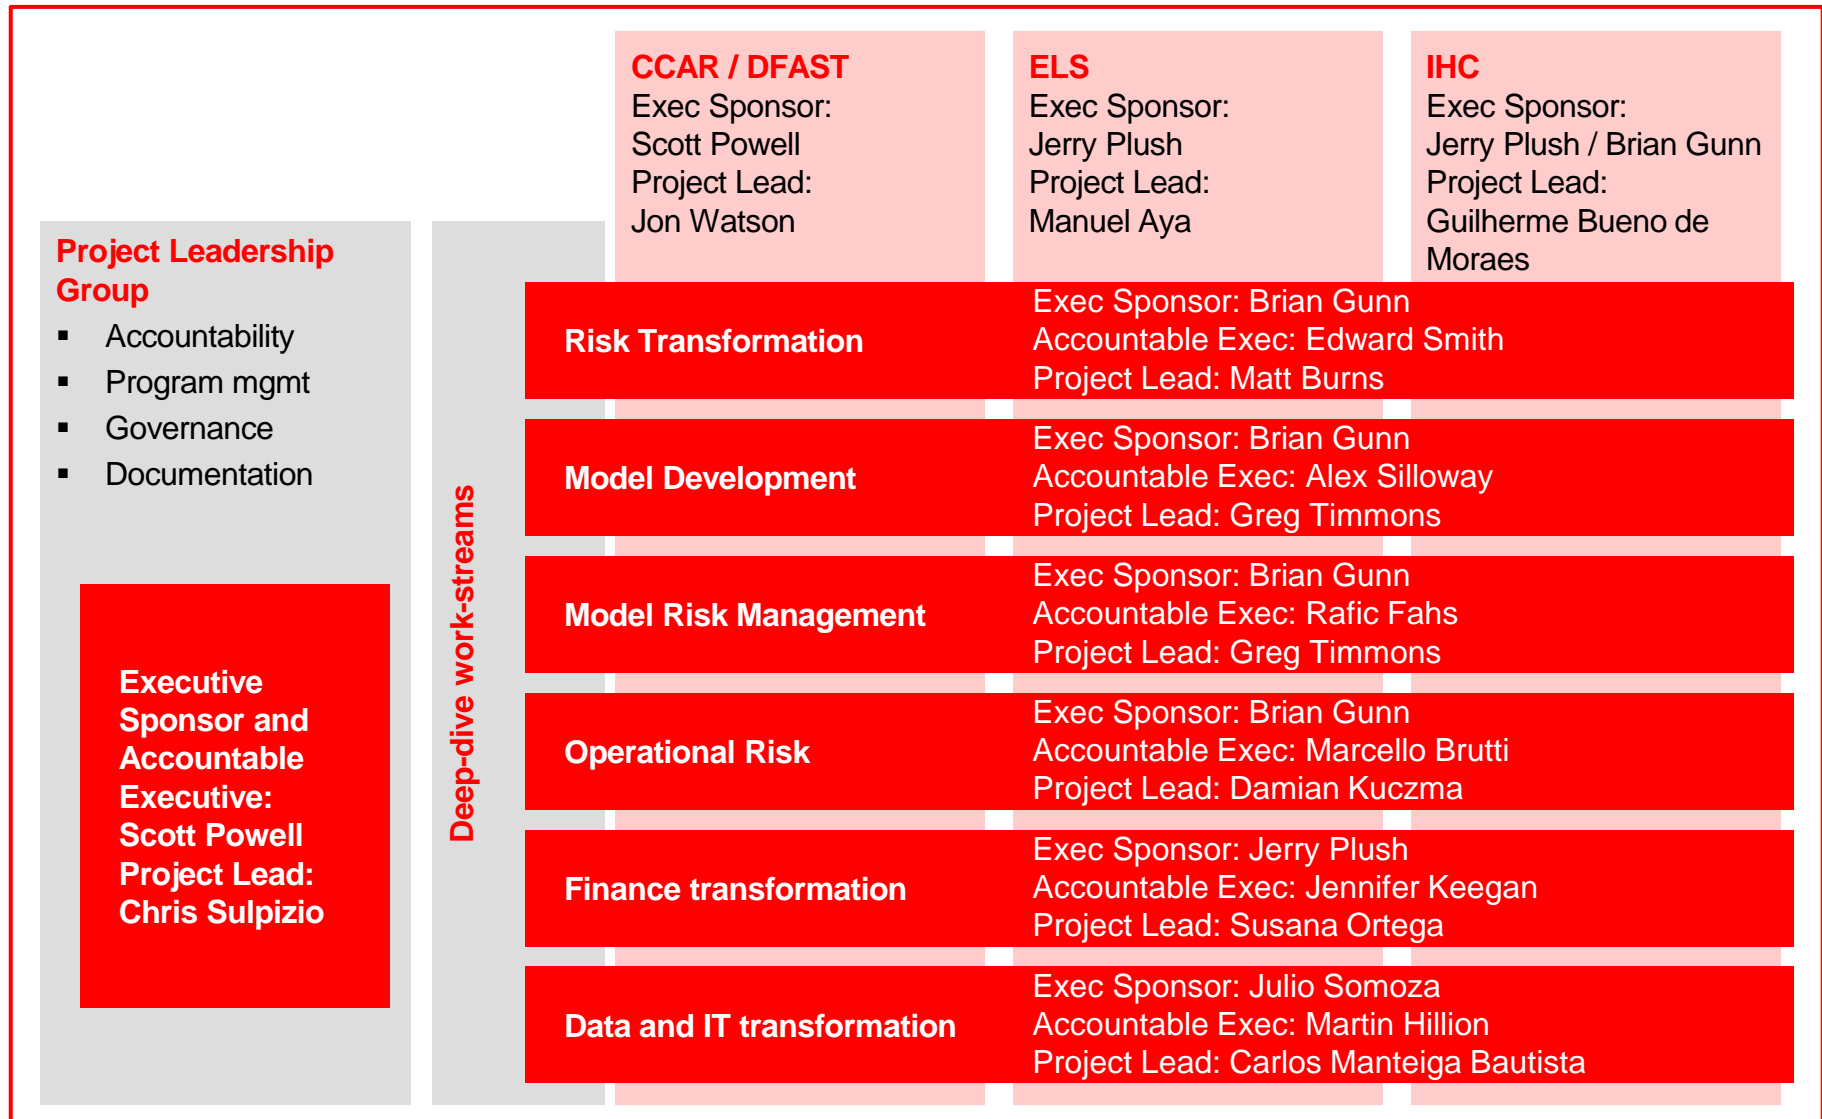 CCAR / DFAST
Exec Sponsor:
Scott Powell
Project Lead:
Jon Watson
ELS
Exec Sponsor:
Jerry Plush
Project Lead:
Manuel Aya
IHC
Exec Sponsor:
Jerry Plush / Brian Gunn
Project Lead:
Guilherme Bueno de
Moraes
Project Leadership
Group
▪ Accountability
▪ Program mgmt
▪ Governance
▪ Documentation
Executive
Sponsor and
Accountable
Executive:
Scott Powell
Project Lead:
Chris Sulpizio
Deep-dive work-streams
Risk Transformation
Exec Sponsor: Brian Gunn
Accountable Exec: Edward Smith
Project Lead: Matt Burns
Model Development
Exec Sponsor: Brian Gunn
Accountable Exec: Alex Silloway
Project Lead: Greg Timmons
Model Risk Management
Exec Sponsor: Brian Gunn
Accountable Exec: Rafic Fahs
Project Lead: Greg Timmons
Operational Risk
Exec Sponsor: Brian Gunn
Accountable Exec: Marcello Brutti
Project Lead: Damian Kuczma
Finance transformation
Exec Sponsor: Jerry Plush
Accountable Exec: Jennifer Keegan
Project Lead: Susana Ortega
Data and IT transformation
Exec Sponsor: Julio Somoza
Accountable Exec: Martin Hillion
Project Lead: Carlos Manteiga Bautista